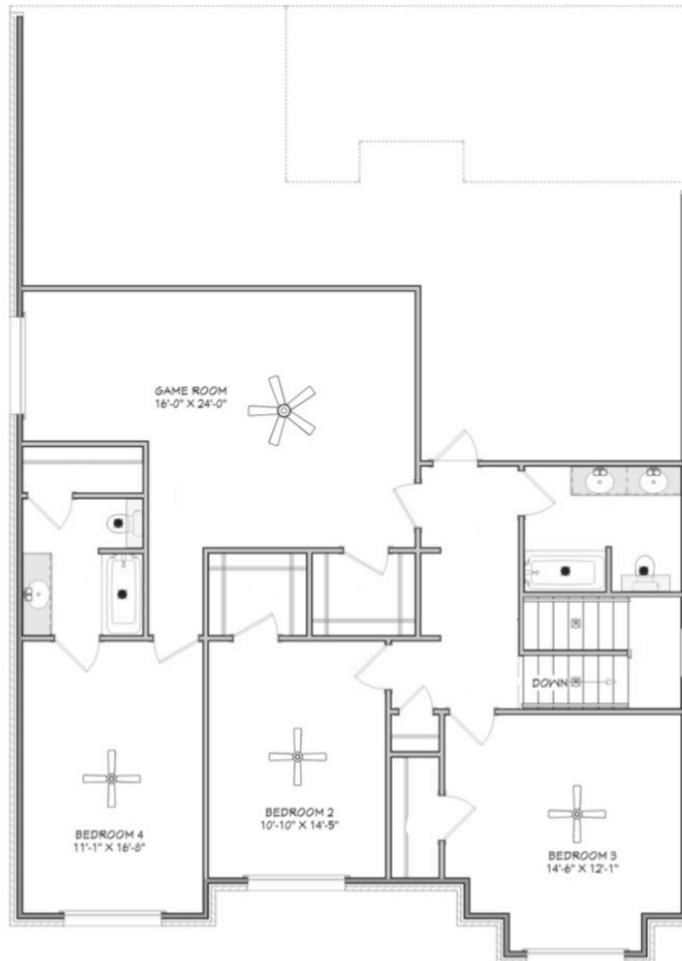 GAME ROOM
16'-0" X 24'-0"
DOWN
BEDROOM 2
10'-10" X 14'-5"
BEDROOM 4
11'-1" X 16'-8"
BEDROOM 3
14'-6" X 12'-1"